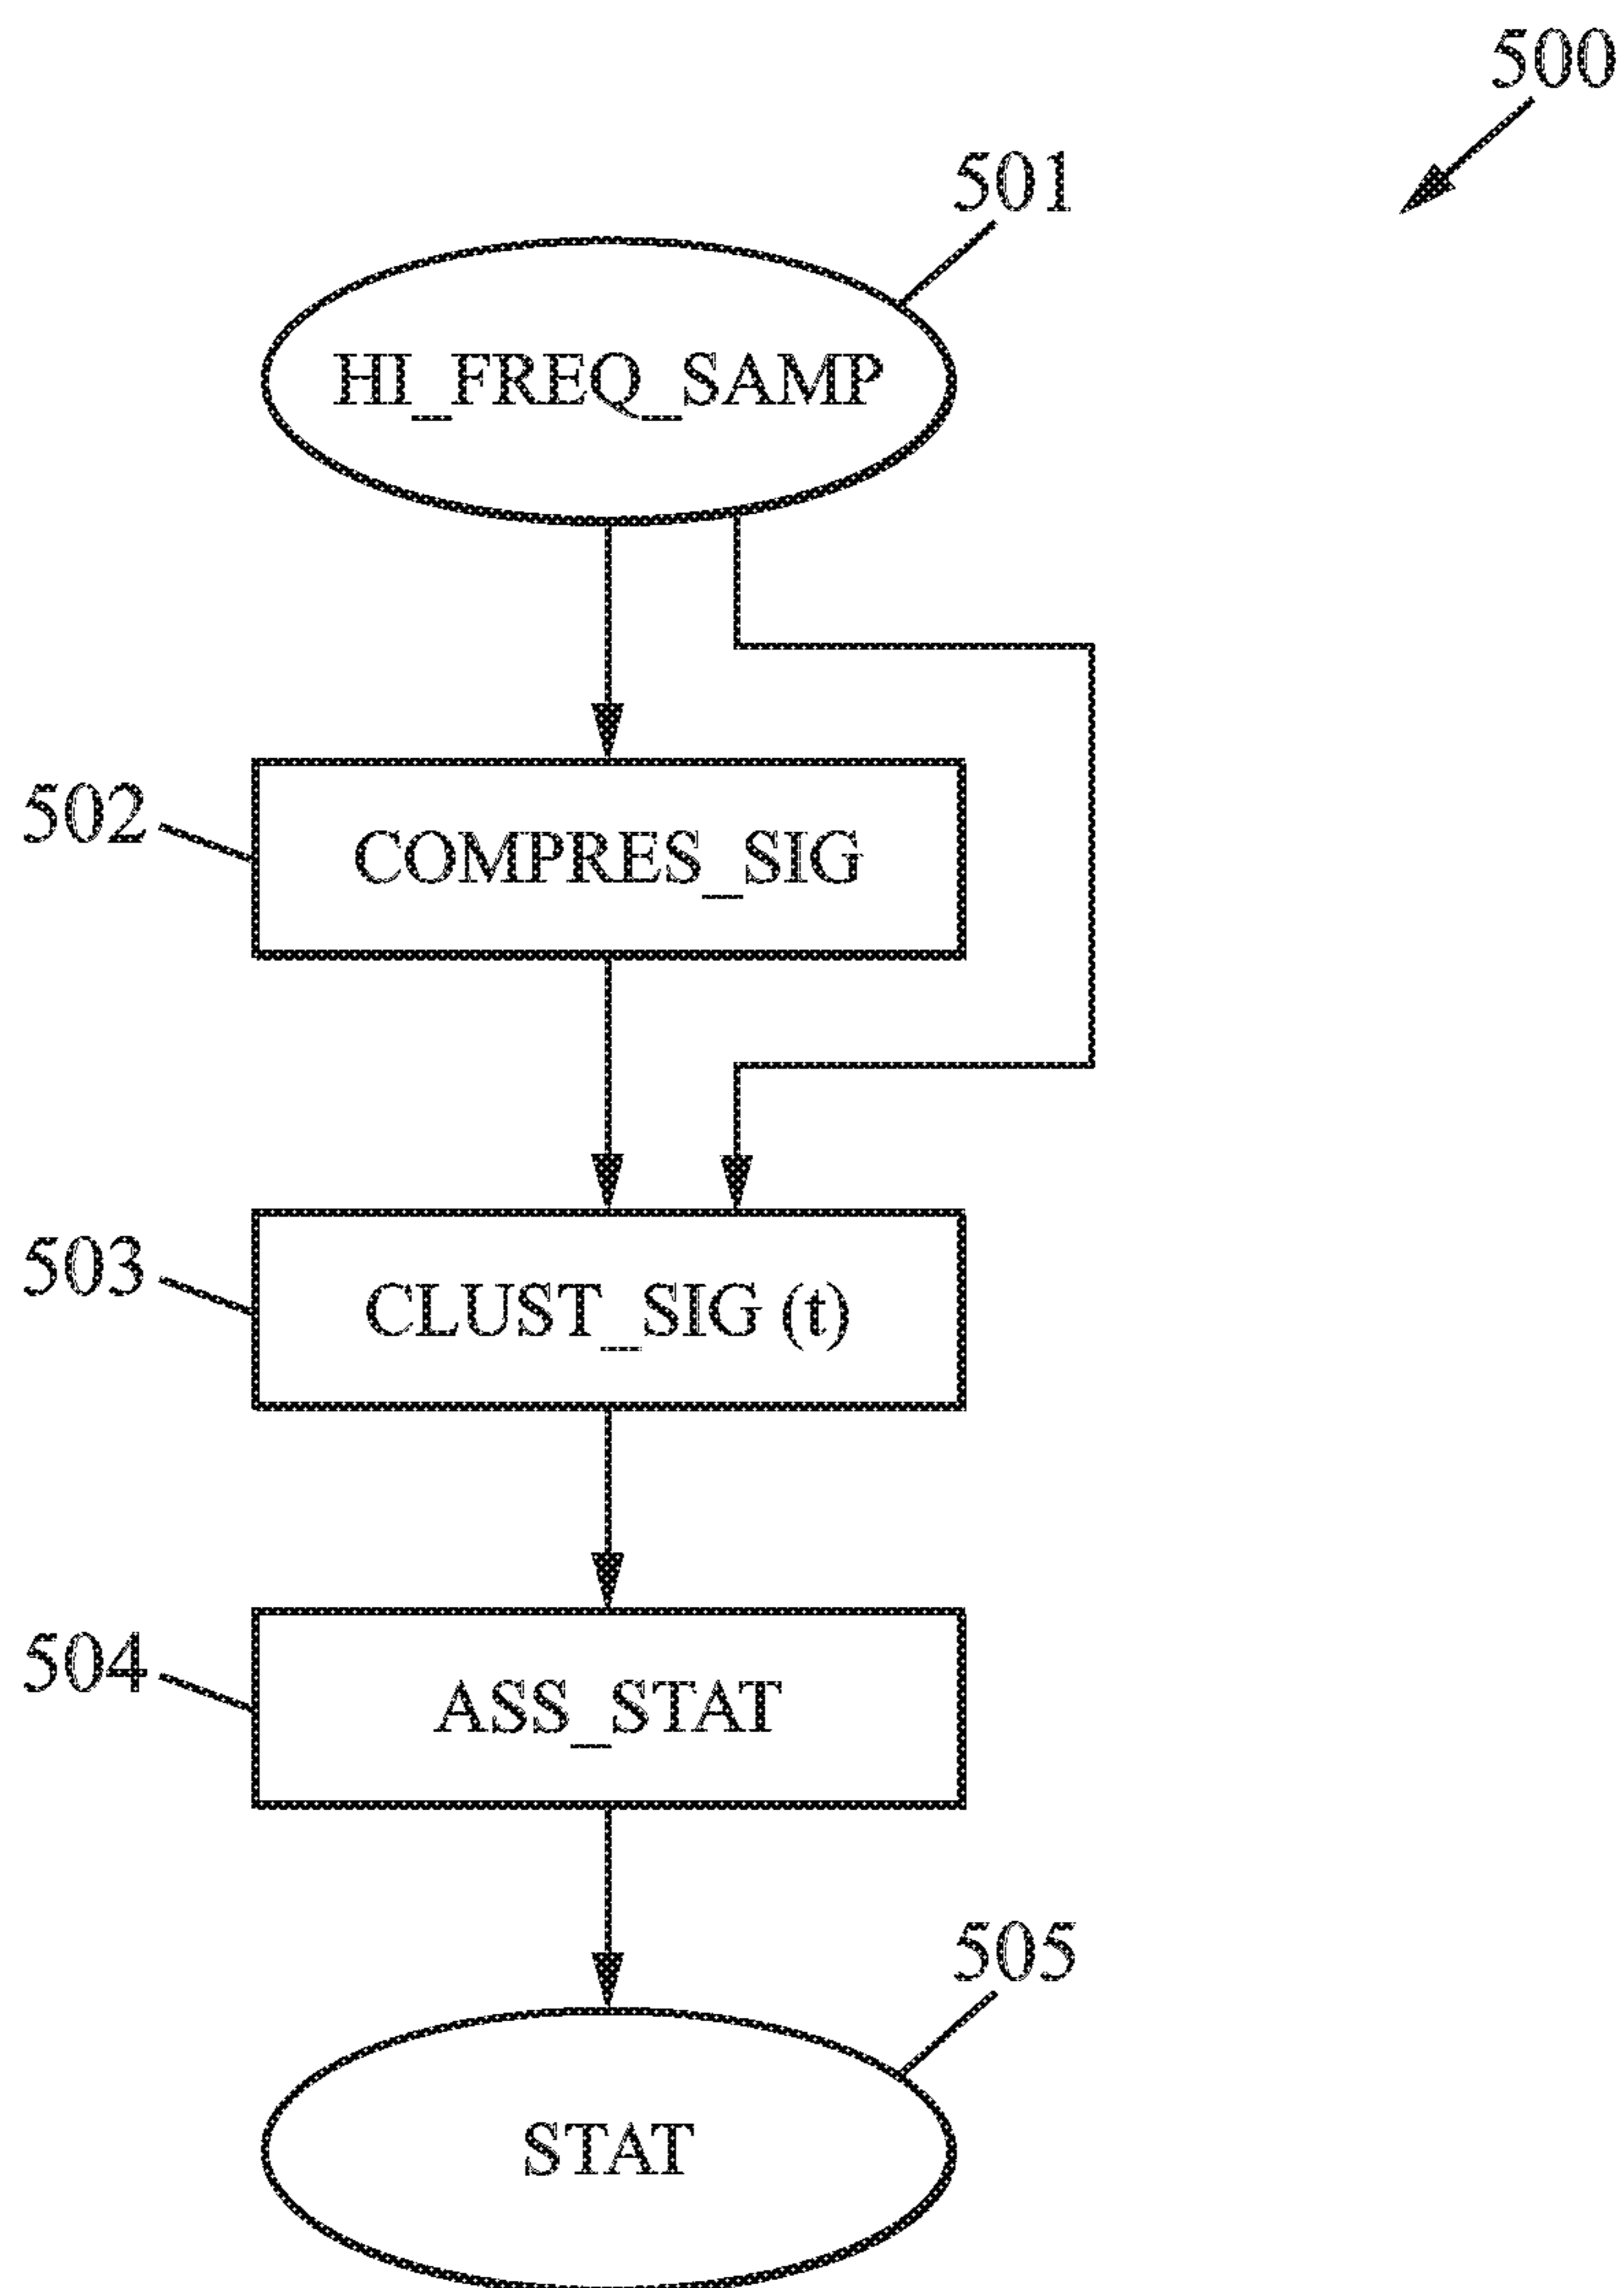 500
501
HI_FREQ_SAMP
502
COMPRES_SIG
503
CLUST_SIG (t)
504
ASS_STAT
505
STAT